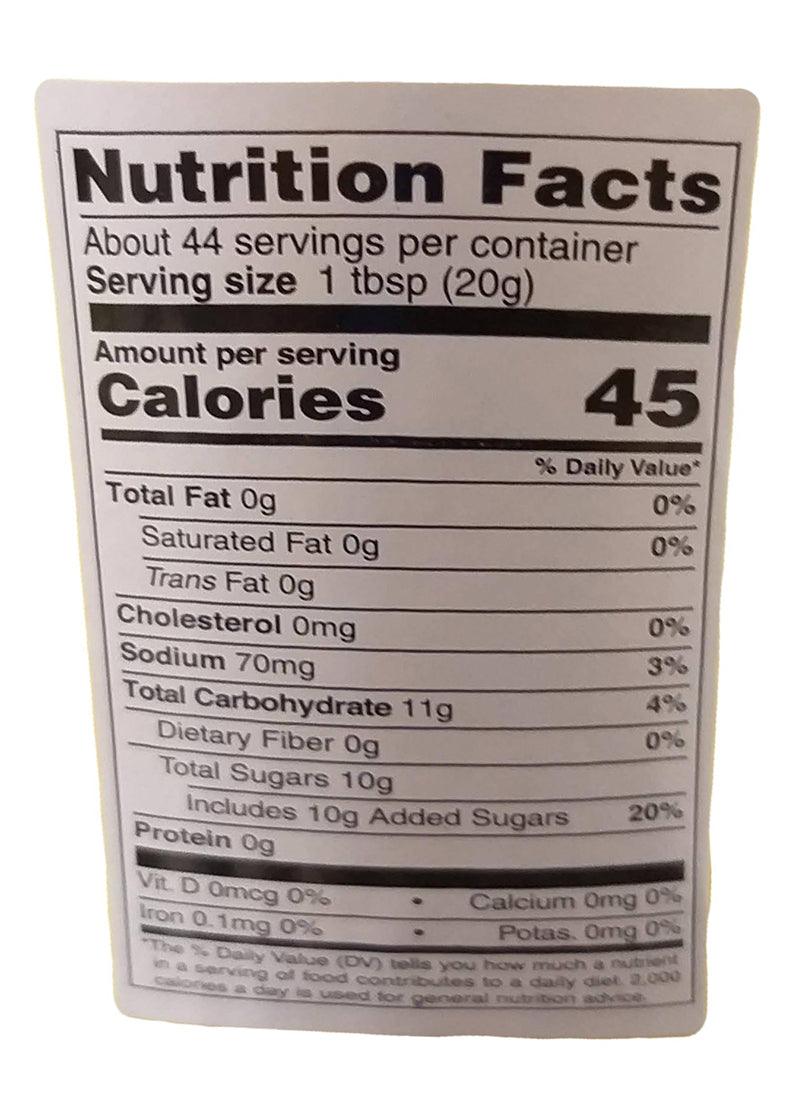 Nutrition Facts
About 44 servings per container
Serving size 1 tbsp (20g)
Amount per serving
Calories 45
% Daily Value*
Total Fat 0g 0%
Saturated Fat 0g 0%
Trans Fat 0g
Cholesterol 0mg 0%
Sodium 70mg 3%
Total Carbohydrate 11g 4%
Dietary Fiber 0g 0%
Total Sugars 10g
Includes 10g Added Sugars 20%
Protein 0g
Vit. D 0mcg 0% • Calcium 0mg 0%
Iron 0.1mg 0% • Potas. 0mg 0%
*The % Daily Value (DV) tells you how much a nutrient
in a serving of food contributes to a daily diet. 2,000
calories a day is used for general nutrition advice.